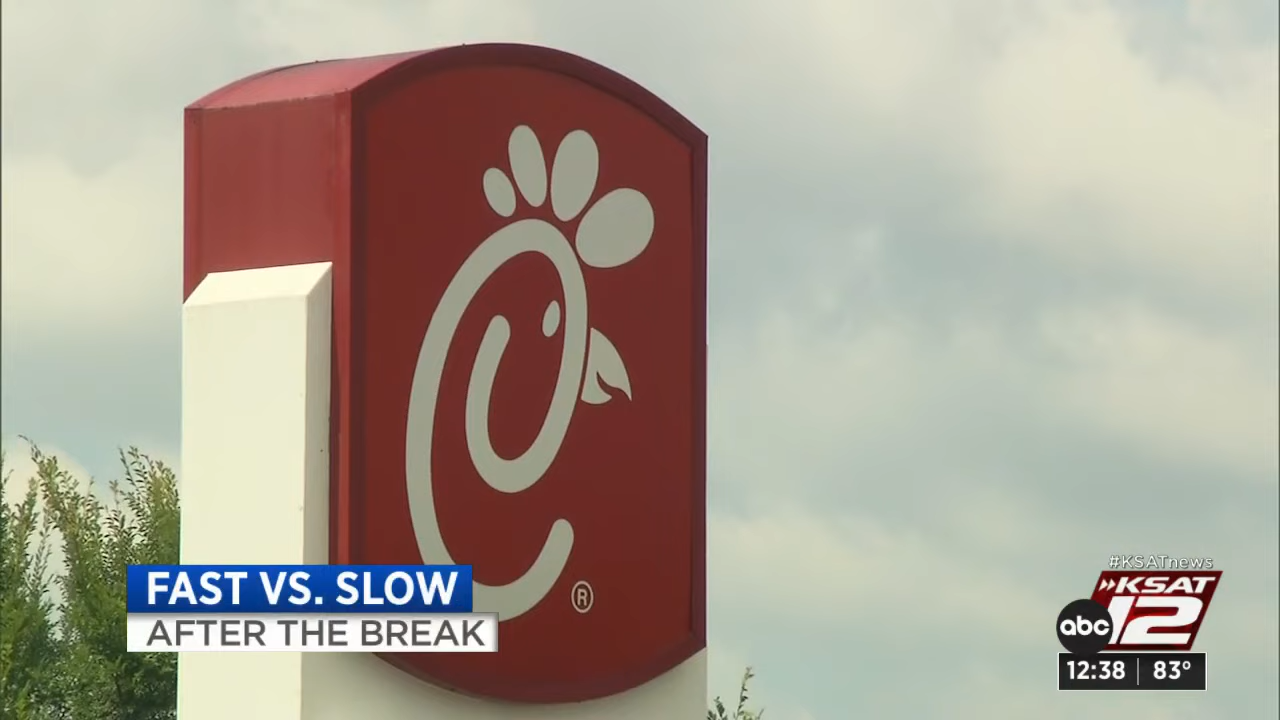 FAST VS. SLOW
AFTER THE BREAK
®
#KSATnews
KSAT
abc 12
12:38 83°